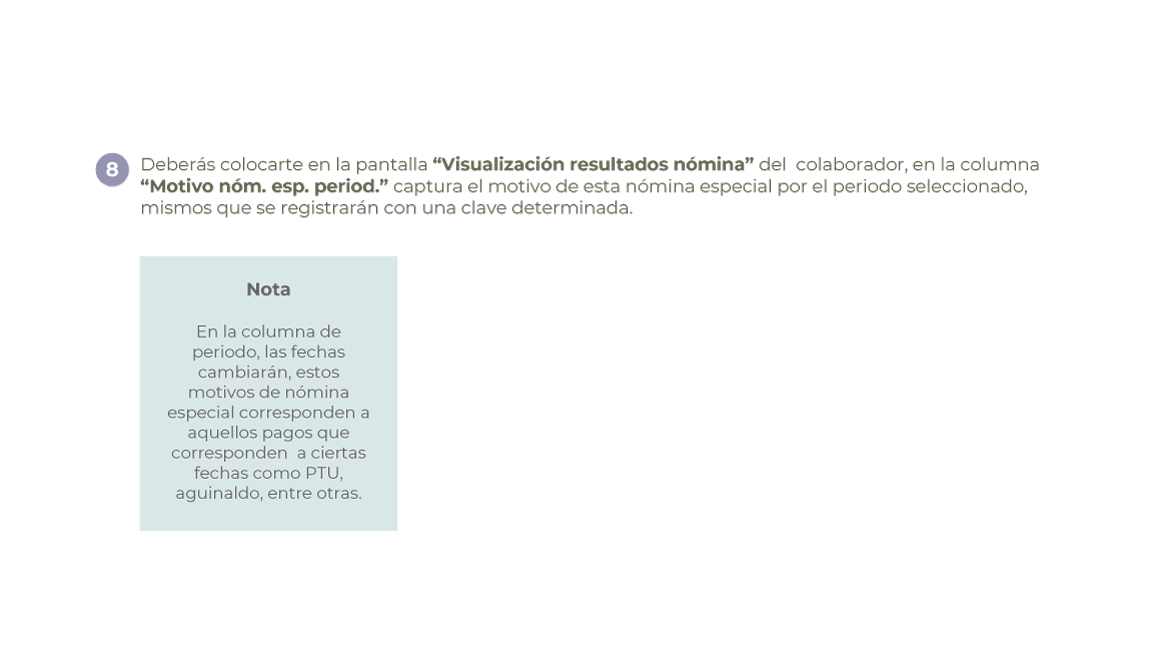 8 Deberás colocarte en la pantalla “Visualización resultados nómina” del  colaborador, en la columna
“Motivo nóm. esp. period.” captura el motivo de esta nómina especial por el periodo seleccionado,
mismos que se registrarán con una clave determinada.
Nota
En la columna de
periodo, las fechas
cambiarán, estos
motivos de nómina
especial corresponden a
aquellos pagos que
corresponden  a ciertas
fechas como PTU,
aguinaldo, entre otras.